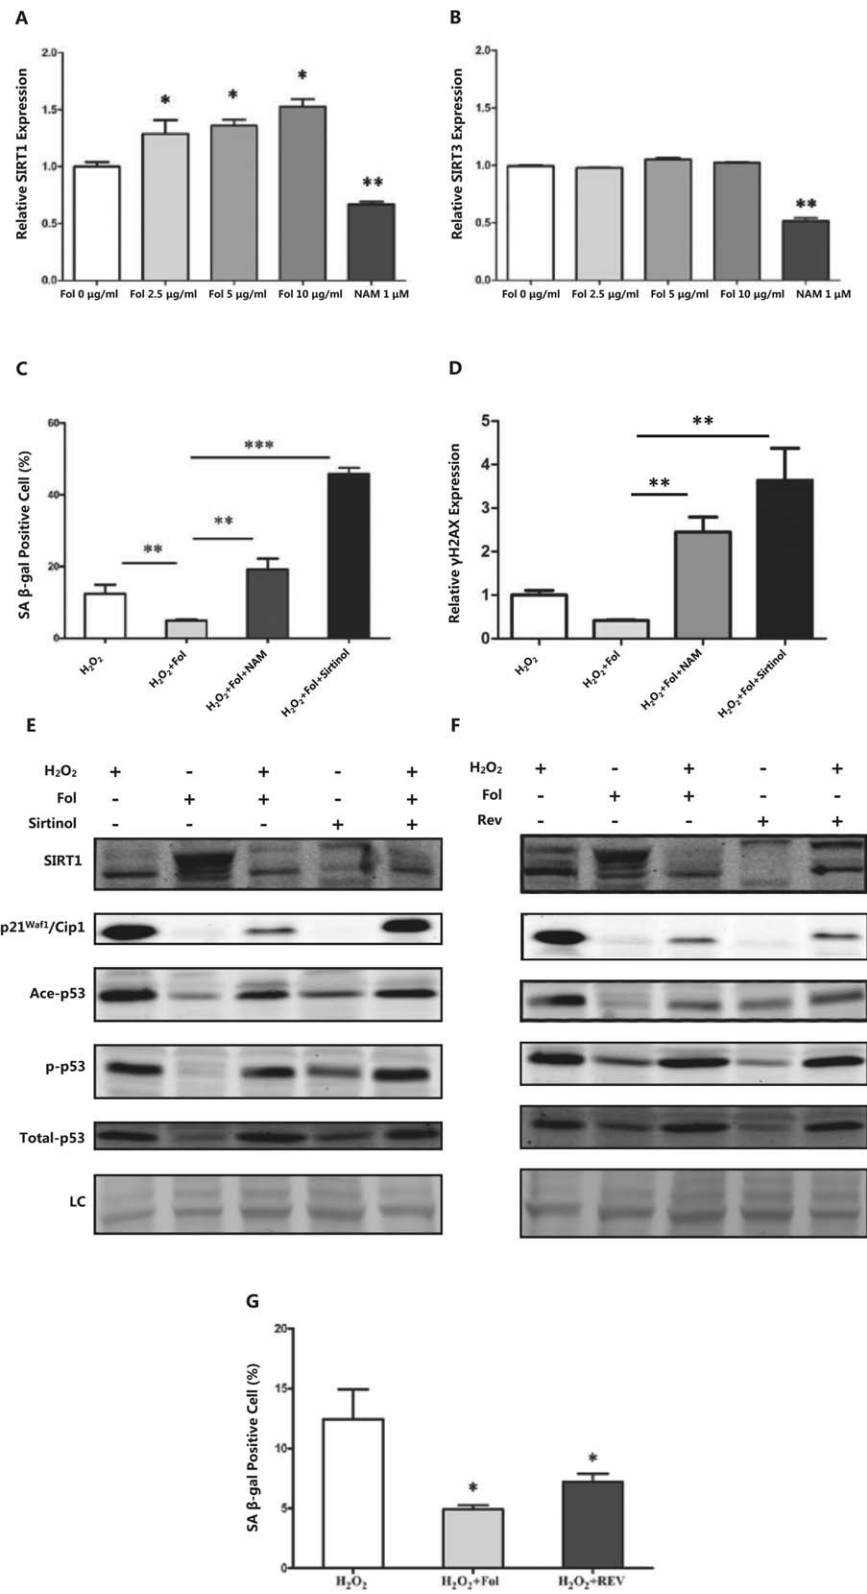 A
Relative SIRT1 Expression
2.0
1.5
1.0
0.5
0.0
*
*
*
**
Fol 0 μg/ml Fol 2.5 μg/ml Fol 5 μg/ml Fol 10 μg/ml NAM 1 μM
B
Relative SIRT3 Expression
2.0
1.5
1.0
0.5
0.0
**
Fol 0 μg/ml Fol 2.5 μg/ml Fol 5 μg/ml Fol 10 μg/ml NAM 1 μM
C
SA β-gal Positive Cell (%)
60
40
20
0
***
**
**
H₂O₂
H₂O₂+Fol
H₂O₂+Fol+NAM
H₂O₂+Fol+Sirtinol
D
Relative γH2AX Expression
5
4
3
2
1
0
**
**
H₂O₂
H₂O₂+Fol
H₂O₂+Fol+NAM
H₂O₂+Fol+Sirtinol
E
H₂O₂ + - + - +
Fol - + + - +
Sirtinol - - - + +
SIRT1
p21Waf1/Cip1
Ace-p53
p-p53
Total-p53
LC
F
H₂O₂ + - + - +
Fol - + + - -
Rev - - - + +
G
SA β-gal Positive Cell (%)
20
15
10
5
0
*
*
H₂O₂ H₂O₂+Fol H₂O₂+REV